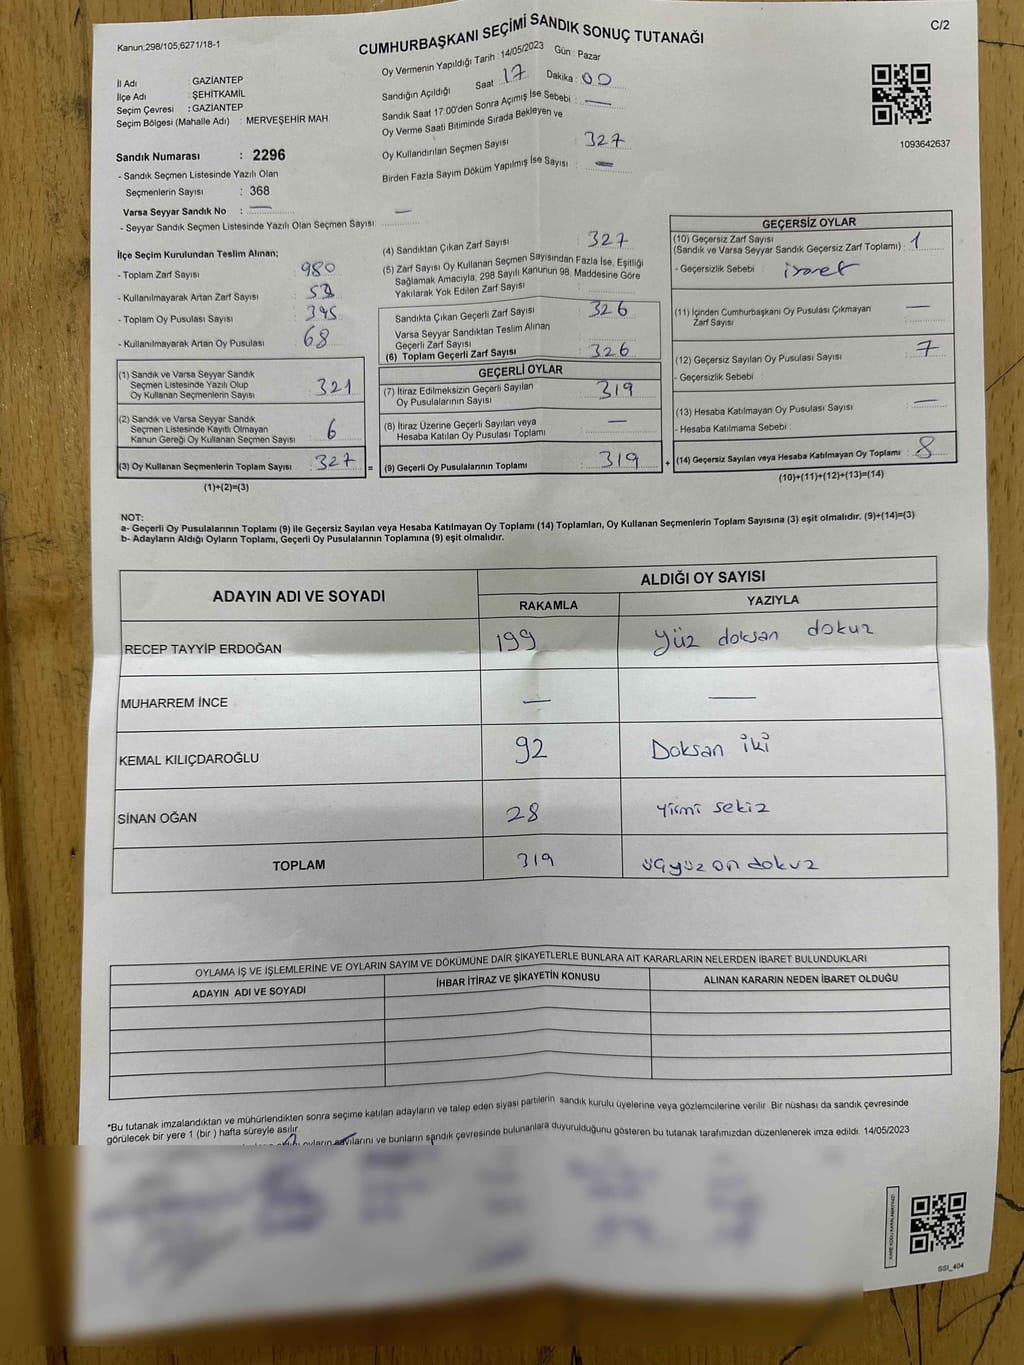 Kanun:298/105;6271/18-1
CUMHURBAŞKANI SEÇİMİ SANDIK SONUÇ TUTANAĞI
C/2
Oy Vermenin Yapıldığı Tarih : 14/05/2023 Gün : Pazar
Sandığın Açıldığı Saat : 17 Dakika : 00
Sandık Saat 17:00'den Sonra Açımış İse Sebebi : —
Oy Verme Saati Bitiminde Sırada Bekleyen ve
Oy Kullandırılan Seçmen Sayısı : 327
Birden Fazla Sayım Döküm Yapılmış İse Sayısı : —
1093642637
İl Adı : GAZİANTEP
İlçe Adı : ŞEHİTKAMİL
Seçim Çevresi : GAZİANTEP
Seçim Bölgesi (Mahalle Adı) : MERVEŞEHİR MAH
Sandık Numarası : 2296
- Sandık Seçmen Listesinde Yazılı Olan
Seçmenlerin Sayısı : 368
Varsa Seyyar Sandık No : —
- Seyyar Sandık Seçmen Listesinde Yazılı Olan Seçmen Sayısı: —
İlçe Seçim Kurulundan Teslim Alınan;
- Toplam Zarf Sayısı : 980
- Kullanılmayarak Artan Zarf Sayısı :
- Toplam Oy Pusulası Sayısı : 395
- Kullanılmayarak Artan Oy Pusulası : 68
(1) Sandık ve Varsa Seyyar Sandık
Seçmen Listesinde Yazılı Olup
Oy Kullanan Seçmenlerin Sayısı : 321
(2) Sandık ve Varsa Seyyar Sandık
Seçmen Listesinde Kayıtlı Olmayan
Kanun Gereği Oy Kullanan Seçmen Sayısı : 6
(3) Oy Kullanan Seçmenlerin Toplam Sayısı : 327 =
(1)+(2)=(3)
(4) Sandıktan Çıkan Zarf Sayısı : 327
(5) Zarf Sayısı Oy Kullanan Seçmen Sayısından Fazla İse, Eşitliği
Sağlamak Amacıyla, 298 Sayılı Kanunun 98. Maddesine Göre
Yakılarak Yok Edilen Zarf Sayısı :
Sandıkta Çıkan Geçerli Zarf Sayısı : 326
Varsa Seyyar Sandıktan Teslim Alınan
Geçerli Zarf Sayısı :
(6) Toplam Geçerli Zarf Sayısı : 326
GEÇERLİ OYLAR
(7) İtiraz Edilmeksizin Geçerli Sayılan
Oy Pusulalarının Sayısı : 319
(8) İtiraz Üzerine Geçerli Sayılan veya
Hesaba Katılan Oy Pusulası Toplamı : —
(9) Geçerli Oy Pusulalarının Toplamı : 319 +
GEÇERSİZ OYLAR
(10) Geçersiz Zarf Sayısı
(Sandık ve Varsa Seyyar Sandık Geçersiz Zarf Toplamı) : 1
- Geçersizlik Sebebi : işaret
(11) İçinden Cumhurbaşkanı Oy Pusulası Çıkmayan
Zarf Sayısı : —
(12) Geçersiz Sayılan Oy Pusulası Sayısı : 7
- Geçersizlik Sebebi :
(13) Hesaba Katılmayan Oy Pusulası Sayısı : —
- Hesaba Katılmama Sebebi :
(14) Geçersiz Sayılan veya Hesaba Katılmayan Oy Toplamı : 8
(10)+(11)+(12)+(13)=(14)
NOT:
a- Geçerli Oy Pusulalarının Toplamı (9) ile Geçersiz Sayılan veya Hesaba Katılmayan Oy Toplamı (14) Toplamları, Oy Kullanan Seçmenlerin Toplam Sayısına (3) eşit olmalıdır. (9)+(14)=(3)
b- Adayların Aldığı Oyların Toplamı, Geçerli Oy Pusulalarının Toplamına (9) eşit olmalıdır.
ADAYIN ADI VE SOYADI ALDIĞI OY SAYISI
RAKAMLA YAZIYLA
RECEP TAYYİP ERDOĞAN 199 yüz doksan dokuz
MUHARREM İNCE — —
KEMAL KILIÇDAROĞLU 92 Doksan iki
SİNAN OĞAN 28 yirmi sekiz
TOPLAM 319 üçyüz on dokuz
OYLAMA İŞ VE İŞLEMLERİNE VE OYLARIN SAYIM VE DÖKÜMÜNE DAİR ŞİKAYETLERLE BUNLARA AİT KARARLARIN NELERDEN İBARET BULUNDUKLARI
ADAYIN ADI VE SOYADI İHBAR İTİRAZ VE ŞİKAYETİN KONUSU ALINAN KARARIN NEDEN İBARET OLDUĞU
*Bu tutanak imzalandıktan ve mühürlendikten sonra seçime katılan adayların ve talep eden siyasi partilerin sandık kurulu üyelerine veya gözlemcilerine verilir. Bir nüshası da sandık çevresinde
görülecek bir yere 1 (bir ) hafta süreyle asılır.
oyların sayılarını ve bunların sandık çevresinde bulunanlara duyurulduğunu gösteren bu tutanak tarafımızdan düzenlenerek imza edildi. 14/05/2023
SSI_404